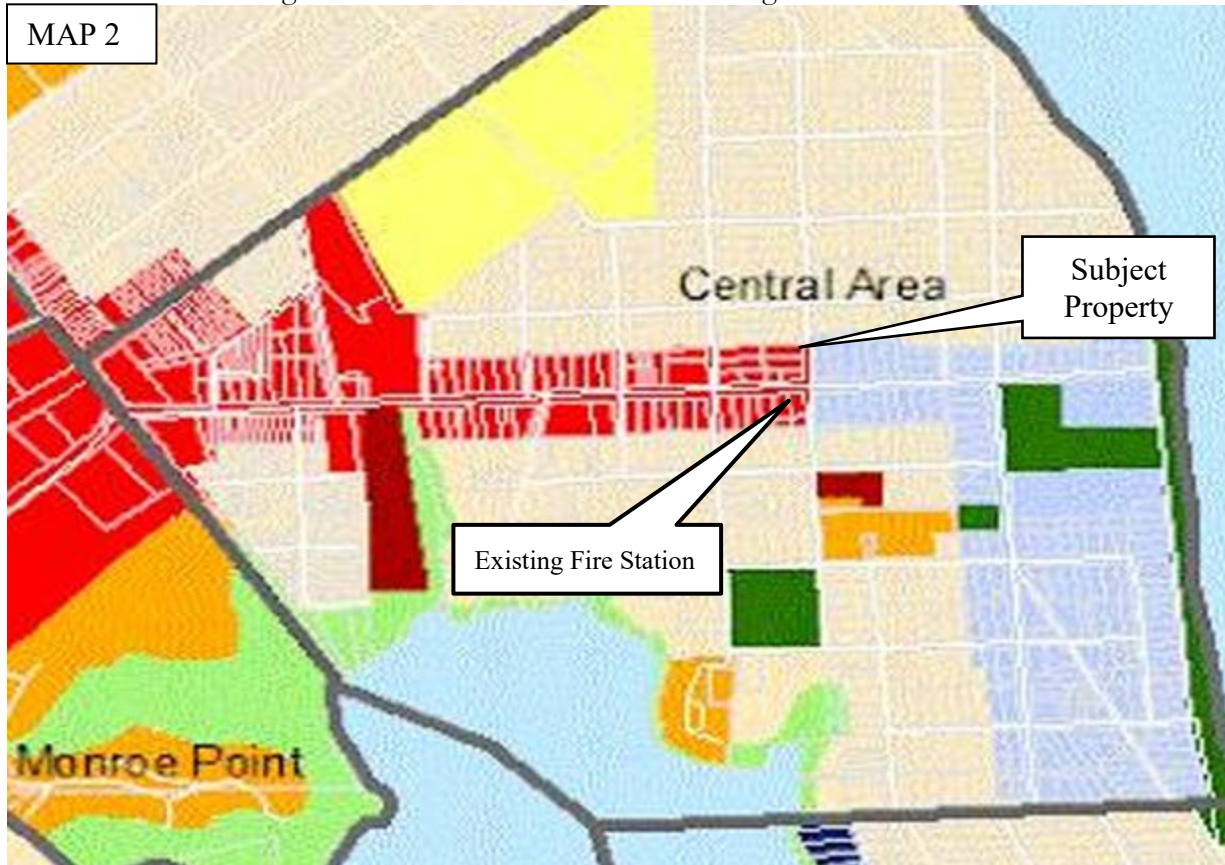 MAP 2
Central Area
Subject
Property
Existing Fire Station
Monroe Point